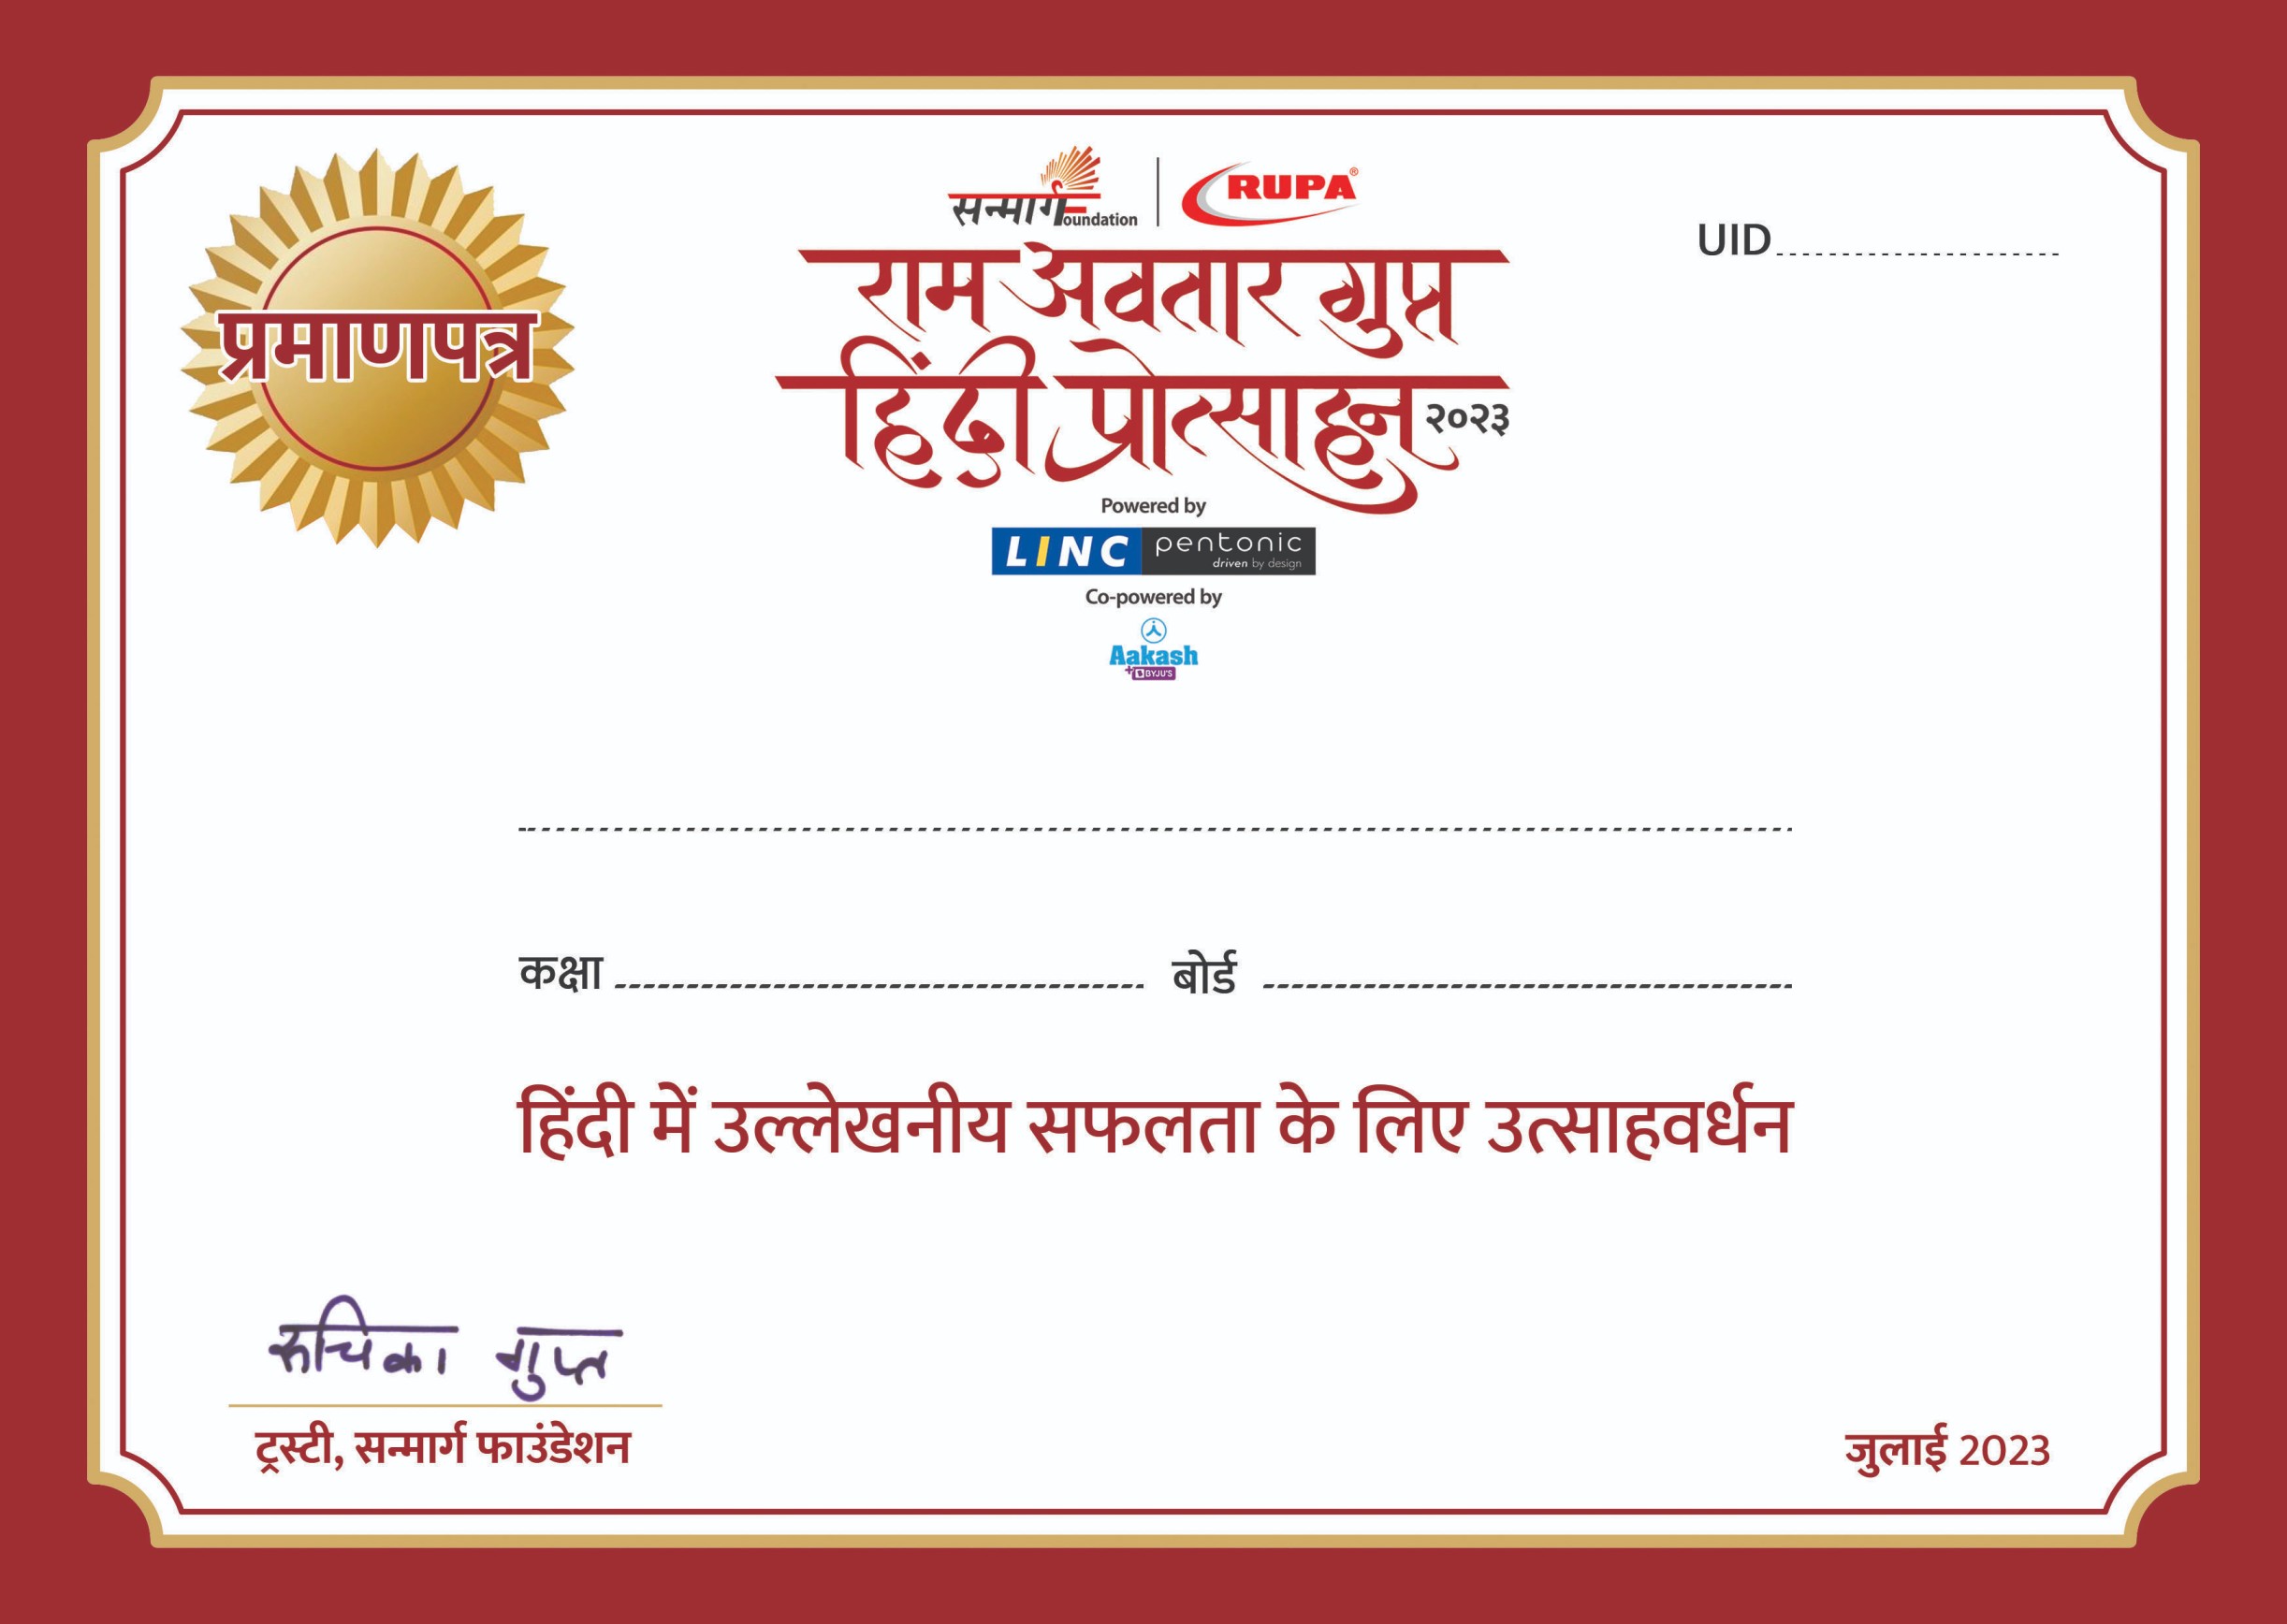 सन्मार्ग Foundation
RUPA®
UID
प्रमाणपत्र
राम अवतार गुप्त
हिंदी प्रोत्साहन २०२३
Powered by
LINC pentonic
driven by design
Co-powered by
Aakash
+BYJU'S
कक्षा बोर्ड
हिंदी में उल्लेखनीय सफलता के लिए उत्साहवर्धन
रुचिका गुप्त
ट्रस्टी, सन्मार्ग फाउंडेशन
जुलाई 2023